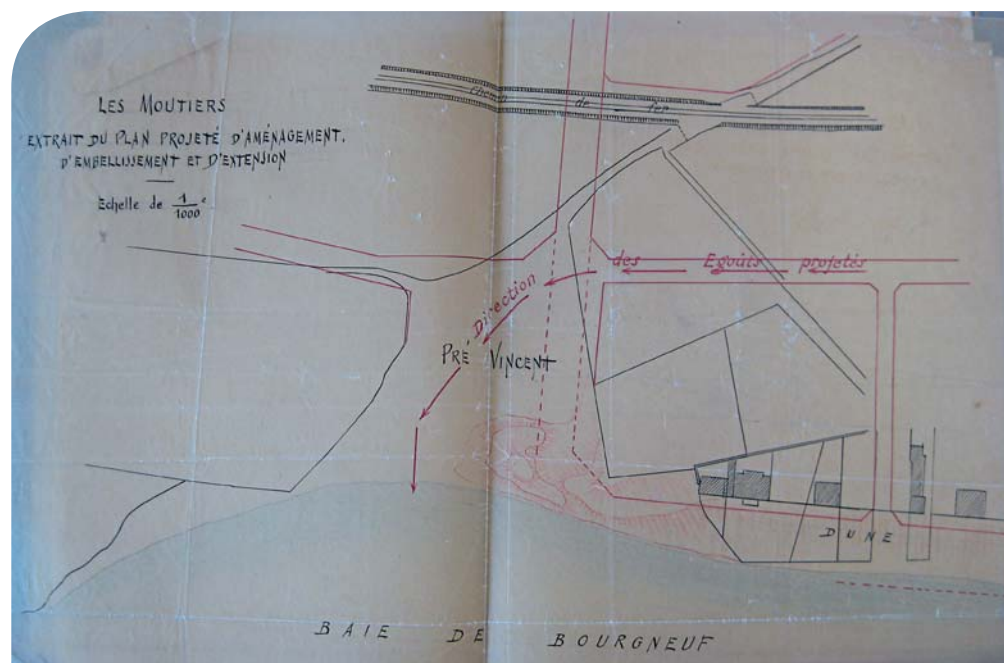 LES MOUTIERS
EXTRAIT DU PLAN PROJETÉ D'AMÉNAGEMENT,
D'EMBELLISSEMENT ET D'EXTENSION
Echelle de 1/1000e
Chemin de fer
Direction des Egoûts projetés
PRÉ VINCENT
DUNE
BAIE DE BOURGNEUF